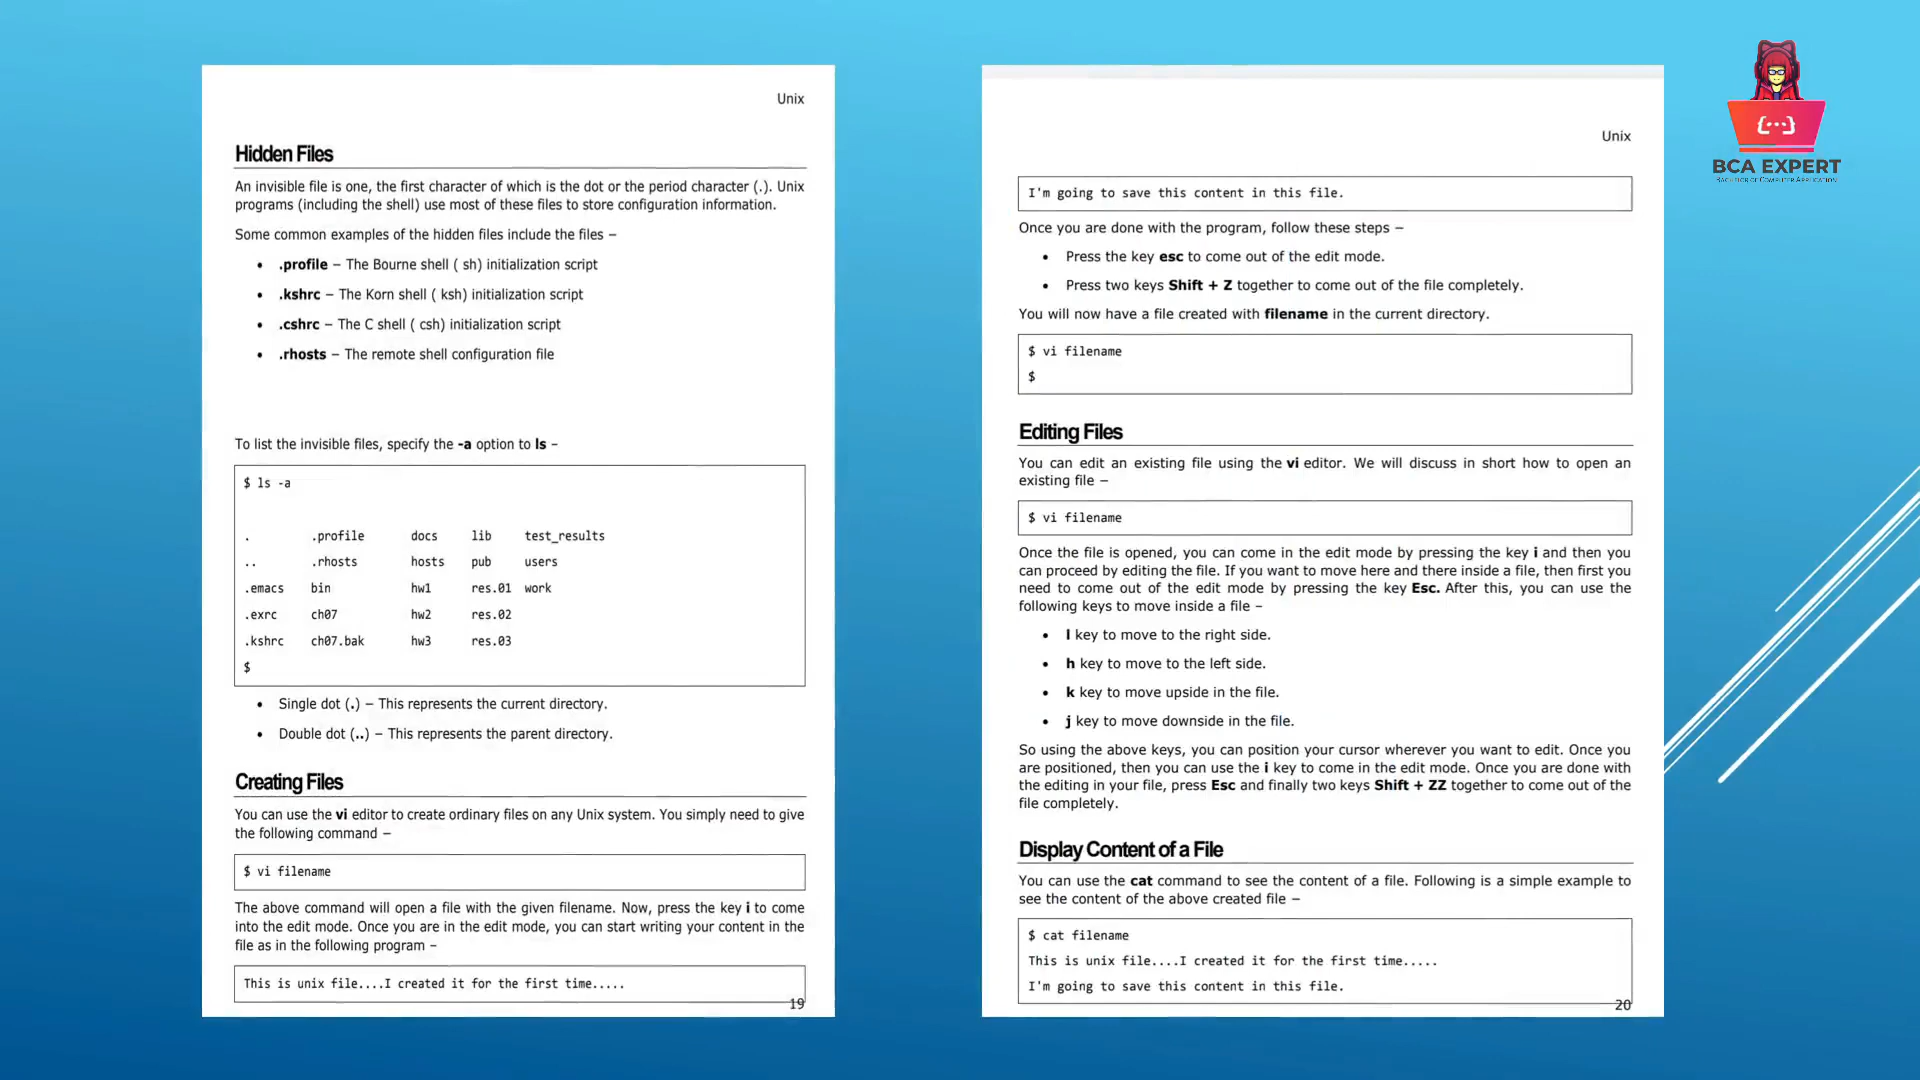 Unix
Hidden Files
An invisible file is one, the first character of which is the dot or the period character (.). Unix
programs (including the shell) use most of these files to store configuration information.
Some common examples of the hidden files include the files −
• .profile − The Bourne shell ( sh) initialization script
• .kshrc − The Korn shell ( ksh) initialization script
• .cshrc − The C shell ( csh) initialization script
• .rhosts − The remote shell configuration file
To list the invisible files, specify the -a option to ls −
$ ls -a
. .profile docs lib test_results
.. .rhosts hosts pub users
.emacs bin hw1 res.01 work
.exrc ch07 hw2 res.02
.kshrc ch07.bak hw3 res.03
$
• Single dot (.) − This represents the current directory.
• Double dot (..) − This represents the parent directory.
Creating Files
You can use the vi editor to create ordinary files on any Unix system. You simply need to give
the following command −
$ vi filename
The above command will open a file with the given filename. Now, press the key i to come
into the edit mode. Once you are in the edit mode, you can start writing your content in the
file as in the following program −
This is unix file....I created it for the first time.....
19
Unix
I'm going to save this content in this file.
Once you are done with the program, follow these steps −
• Press the key esc to come out of the edit mode.
• Press two keys Shift + Z together to come out of the file completely.
You will now have a file created with filename in the current directory.
$ vi filename
$
Editing Files
You can edit an existing file using the vi editor. We will discuss in short how to open an
existing file −
$ vi filename
Once the file is opened, you can come in the edit mode by pressing the key i and then you
can proceed by editing the file. If you want to move here and there inside a file, then first you
need to come out of the edit mode by pressing the key Esc. After this, you can use the
following keys to move inside a file −
• l key to move to the right side.
• h key to move to the left side.
• k key to move upside in the file.
• j key to move downside in the file.
So using the above keys, you can position your cursor wherever you want to edit. Once you
are positioned, then you can use the i key to come in the edit mode. Once you are done with
the editing in your file, press Esc and finally two keys Shift + ZZ together to come out of the
file completely.
Display Content of a File
You can use the cat command to see the content of a file. Following is a simple example to
see the content of the above created file −
$ cat filename
This is unix file....I created it for the first time.....
I'm going to save this content in this file.
20
{...}
BCA EXPERT
Bachelor of Computer Application